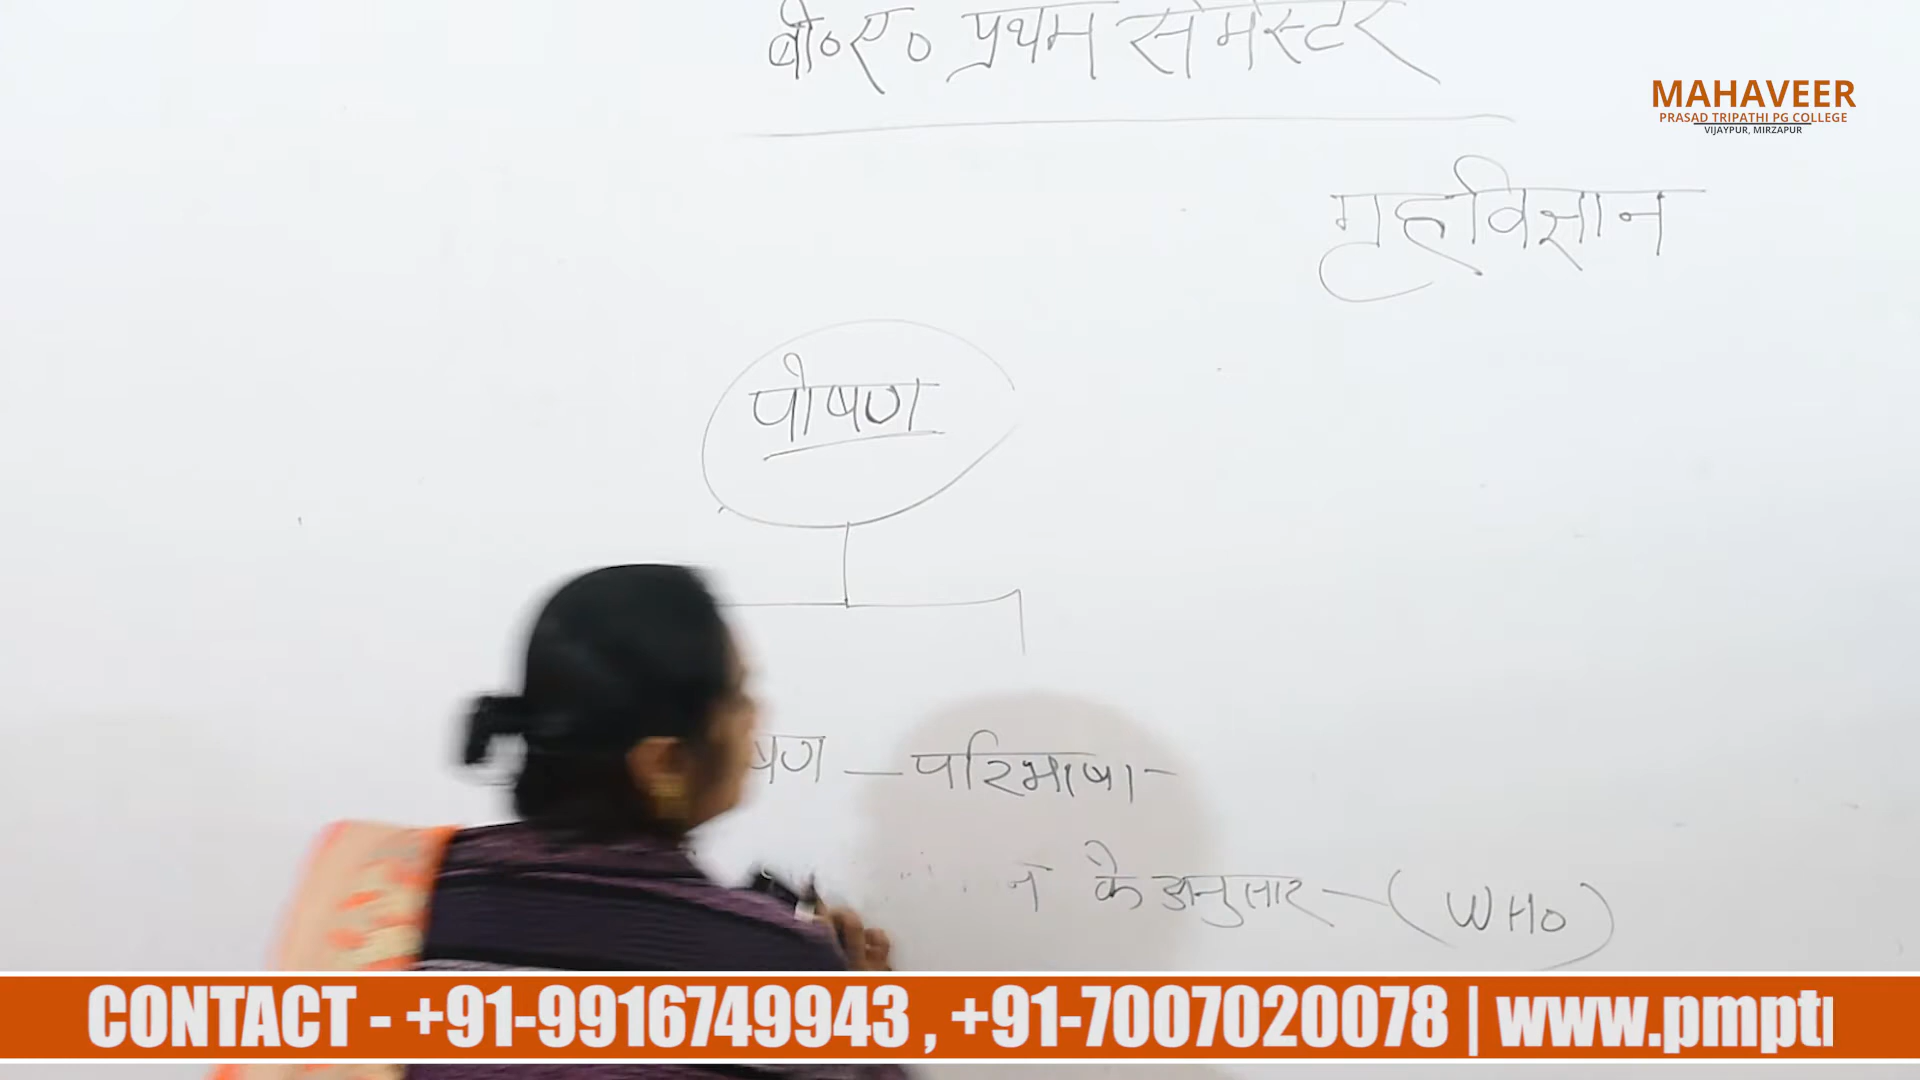 बी०ए० प्रथम सेमेस्टर
MAHAVEER
PRASAD TRIPATHI PG COLLEGE
VIJAYPUR, MIRZAPUR
गृहविज्ञान
पोषण
षण – परिभाषा –
न के अनुसार – (WHO)
CONTACT - +91-9916749943 , +91-7007020078 | www.pmpt